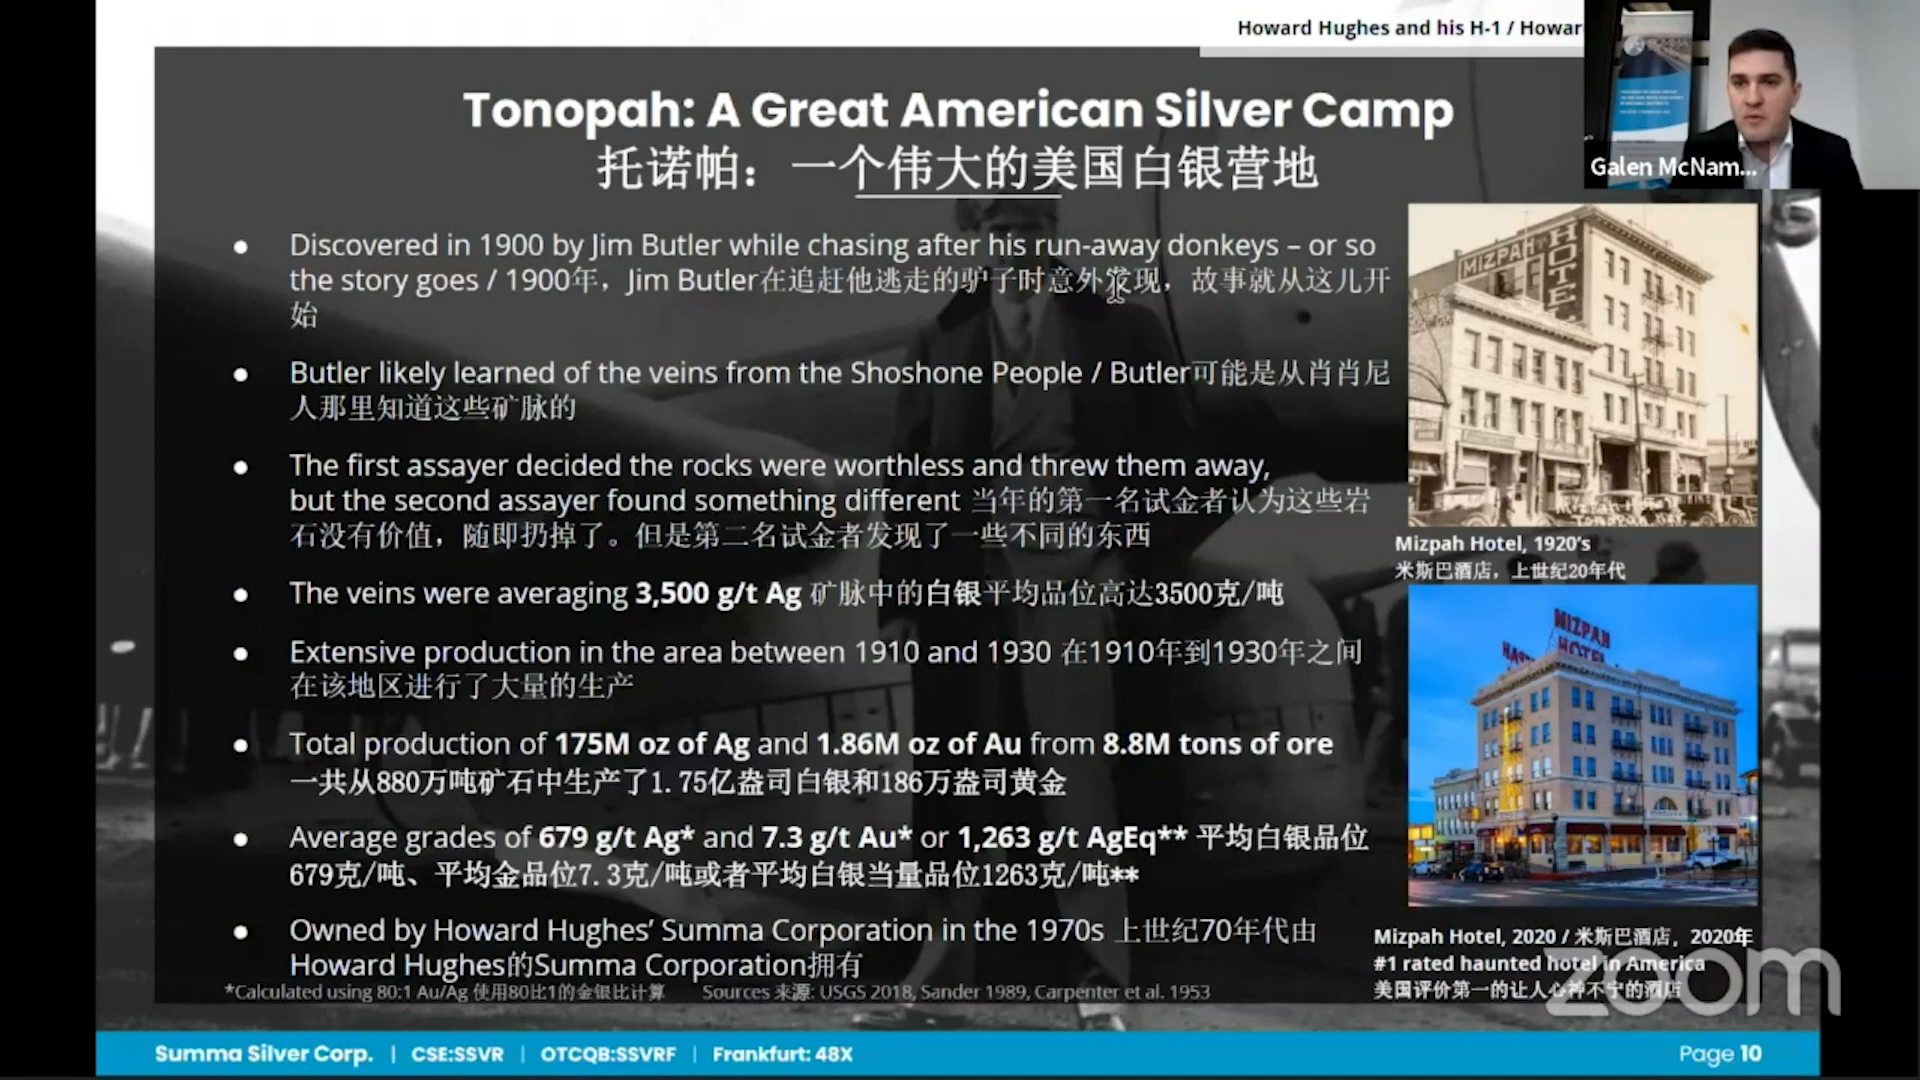 Howard Hughes and his H-1 /
Galen McNam...
Tonopah: A Great American Silver Camp
托诺帕：一个伟大的美国白银营地
Discovered in 1900 by Jim Butler while chasing after his run-away donkeys – or so
the story goes / 1900年，Jim Butler在追赶他逃走的驴子时意外发现，故事就从这儿开
始
Butler likely learned of the veins from the Shoshone People / Butler可能是从肖肖尼
人那里知道这些矿脉的
The first assayer decided the rocks were worthless and threw them away,
but the second assayer found something different 当年的第一名试金者认为这些岩
石没有价值，随即扔掉了。但是第二名试金者发现了一些不同的东西
The veins were averaging 3,500 g/t Ag 矿脉中的白银平均品位高达3500克/吨
Extensive production in the area between 1910 and 1930 在1910年到1930年之间
在该地区进行了大量的生产
Total production of 175M oz of Ag and 1.86M oz of Au from 8.8M tons of ore
一共从880万吨矿石中生产了1.75亿盎司白银和186万盎司黄金
Average grades of 679 g/t Ag* and 7.3 g/t Au* or 1,263 g/t AgEq** 平均白银品位
679克/吨、平均金品位7.3克/吨或者平均白银当量品位1263克/吨**
Owned by Howard Hughes’ Summa Corporation in the 1970s 上世纪70年代由
Howard Hughes的Summa Corporation拥有
*Calculated using 80:1 Au/Ag 使用80比1的金银比计算 Sources 来源: USGS 2018, Sander 1989, Carpenter et al. 1953
MIZPAH HOTEL
Mizpah Hotel, 1920’s
米斯巴酒店，上世纪20年代
MIZPAH
HOTEL
Mizpah Hotel, 2020 / 米斯巴酒店，2020年
#1 rated haunted hotel in America
美国评价第一的让人心神不宁的酒店
zoom
Summa Silver Corp. | CSE:SSVR | OTCQB:SSVRF | Frankfurt: 48X
Page 10